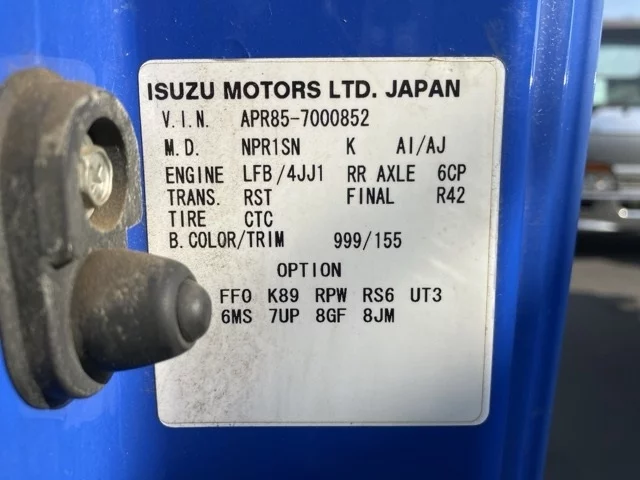 ISUZU MOTORS LTD. JAPAN
V.I.N. APR85-7000852
M.D. NPR1SN K AI/AJ
ENGINE LFB/4JJ1 RR AXLE 6CP
TRANS. RST FINAL R42
TIRE CTC
B.COLOR/TRIM 999/155
OPTION
FF0 K89 RPW RS6 UT3
6MS 7UP 8GF 8JM